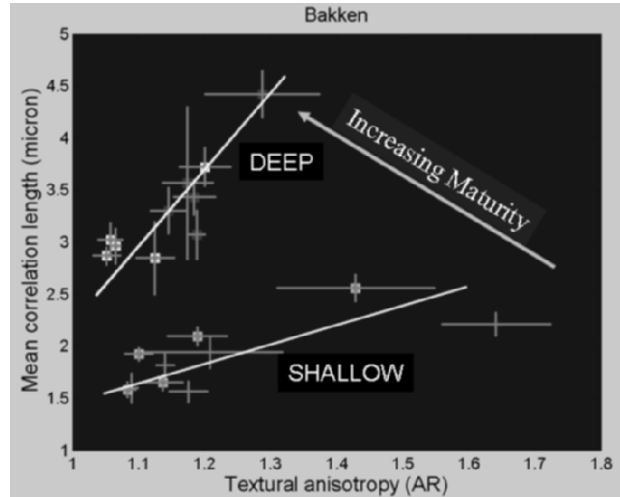 Bakken
Mean correlation length (micron)
5
4.5
4
3.5
3
2.5
2
1.5
1
DEEP
Increasing Maturity
SHALLOW
1 1.1 1.2 1.3 1.4 1.5 1.6 1.7 1.8
Textural anisotropy (AR)